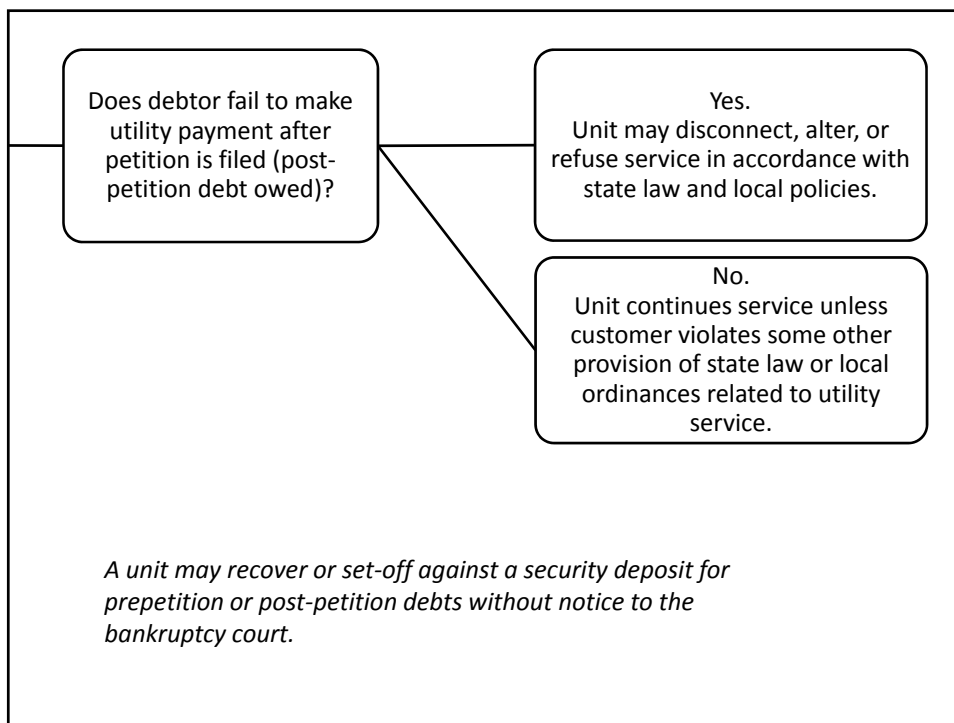 Does debtor fail to make
utility payment after
petition is filed (post-
petition debt owed)?
Yes.
Unit may disconnect, alter, or
refuse service in accordance with
state law and local policies.
No.
Unit continues service unless
customer violates some other
provision of state law or local
ordinances related to utility
service.
A unit may recover or set-off against a security deposit for
prepetition or post-petition debts without notice to the
bankruptcy court.